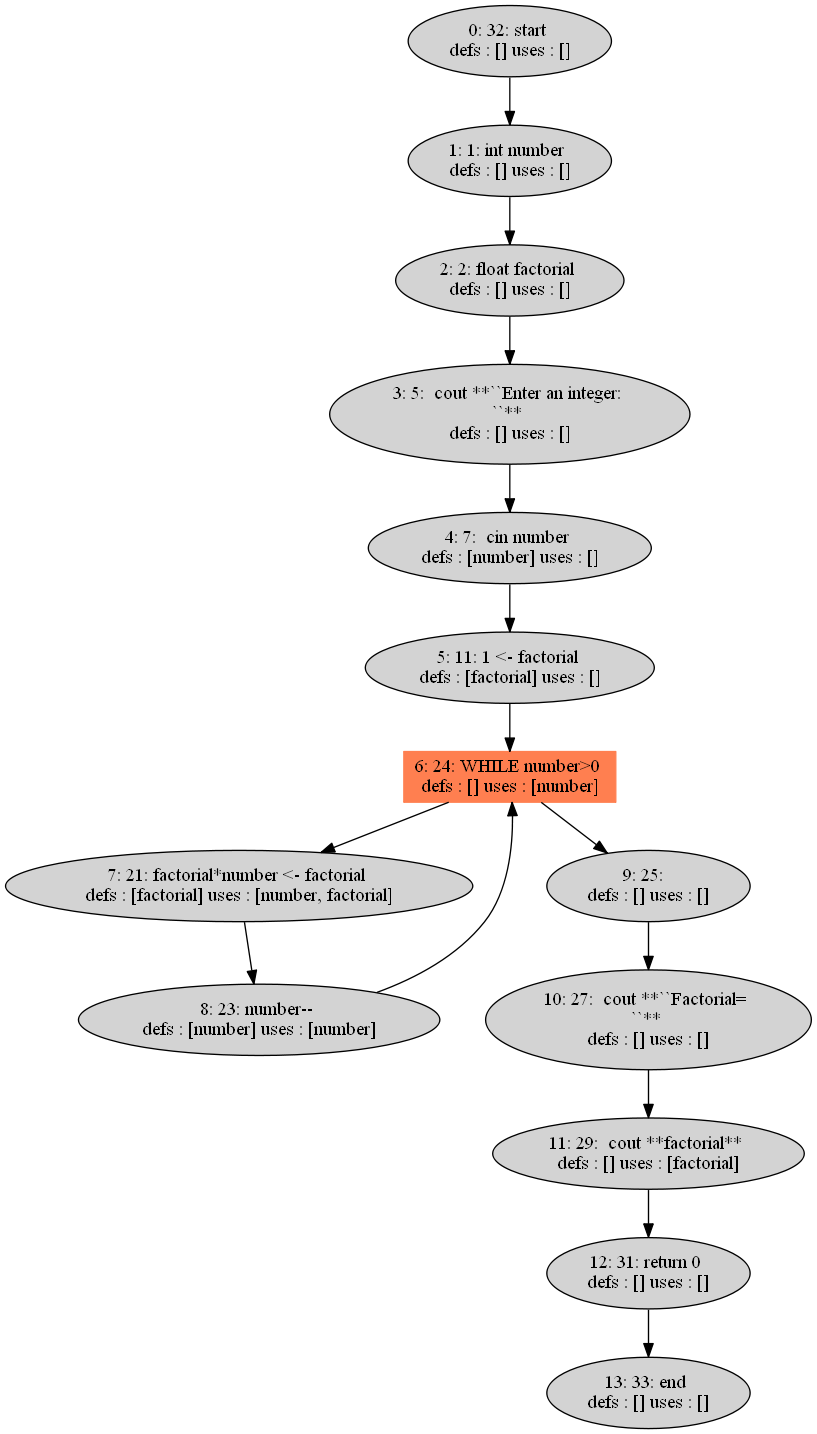 0: 32: start
defs : [] uses : []
1: 1: int number
defs : [] uses : []
2: 2: float factorial
defs : [] uses : []
3: 5:  cout **``Enter an integer:
``**
defs : [] uses : []
4: 7:  cin number
defs : [number] uses : []
5: 11: 1 <- factorial
defs : [factorial] uses : []
6: 24: WHILE number>0
defs : [] uses : [number]
7: 21: factorial*number <- factorial
defs : [factorial] uses : [number, factorial]
8: 23: number--
defs : [number] uses : [number]
9: 25:
defs : [] uses : []
10: 27:  cout **``Factorial=
``**
defs : [] uses : []
11: 29:  cout **factorial**
defs : [] uses : [factorial]
12: 31: return 0
defs : [] uses : []
13: 33: end
defs : [] uses : []